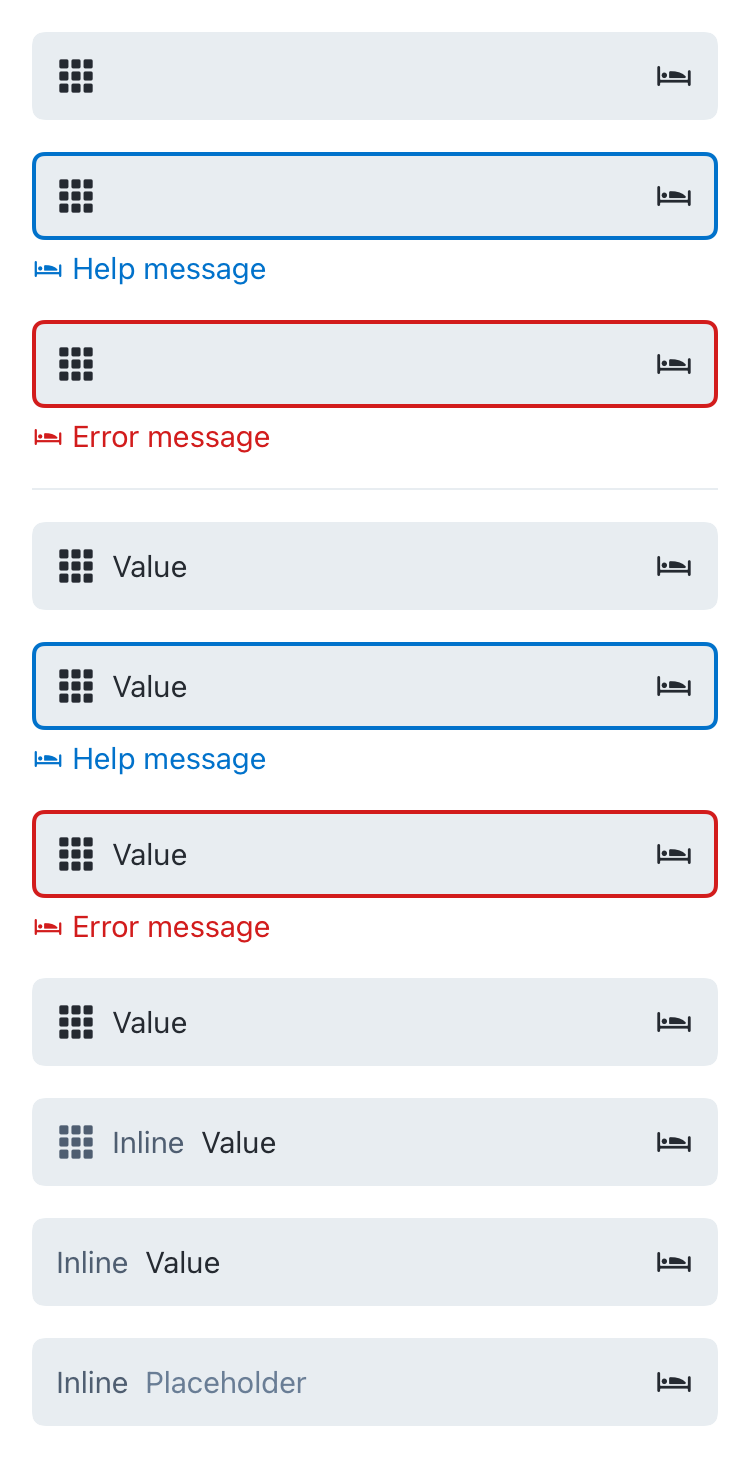 Help message
Error message
Value
Value
Help message
Value
Error message
Value
Inline Value
Inline Value
Inline Placeholder